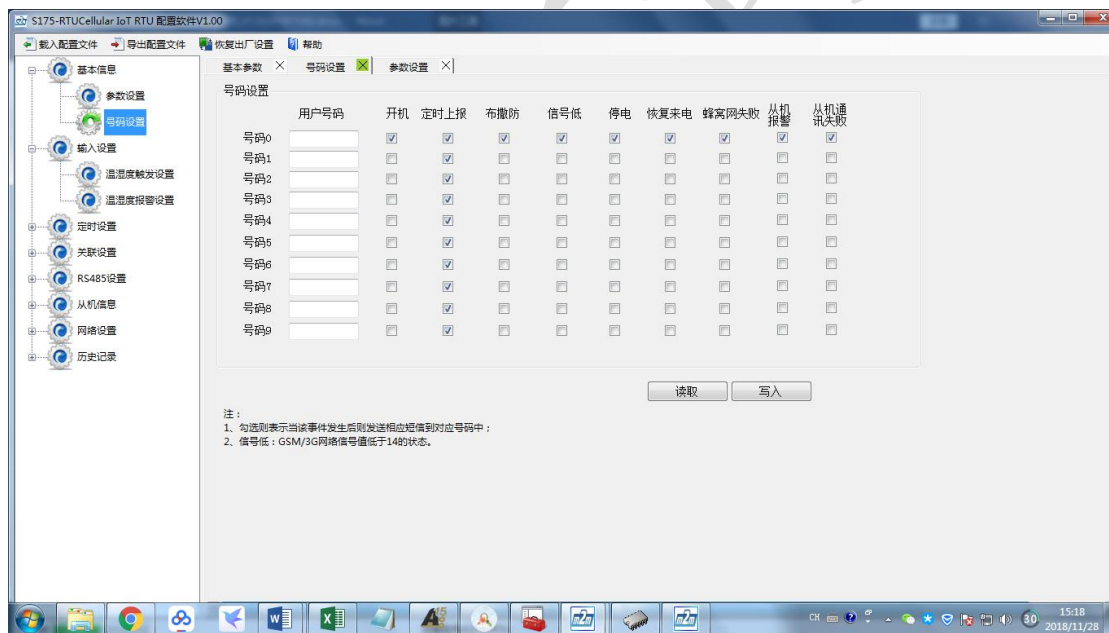 S175-RTUCellular IoT RTU 配置软件V1.00
载入配置文件 导出配置文件 恢复出厂设置 帮助
基本信息
参数设置
号码设置
输入设置
温湿度触发设置
温湿度报警设置
定时设置
关联设置
RS485设置
从机信息
网络设置
历史记录
基本参数 号码设置 参数设置
号码设置
用户号码 开机 定时上报 布撤防 信号低 停电 恢复来电 蜂窝网失败 从机报警 从机通讯失败
号码0
号码1
号码2
号码3
号码4
号码5
号码6
号码7
号码8
号码9
读取 写入
注：
1、勾选则表示当该事件发生后则发送相应短信到对应号码中；
2、信号低：GSM/3G网络信号值低于14的状态。
CH 30 15:18
2018/11/28